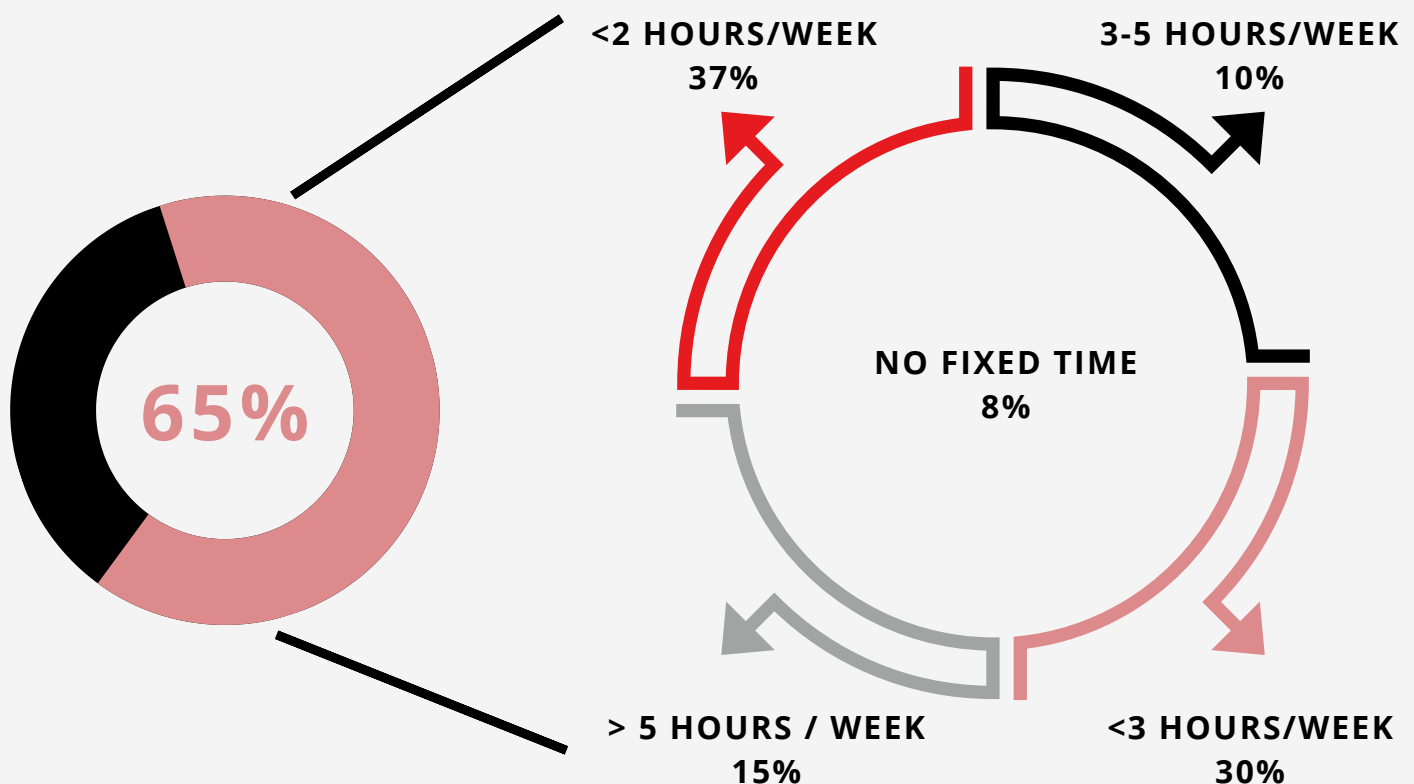 <2 HOURS/WEEK
37%
3-5 HOURS/WEEK
10%
65%
NO FIXED TIME
8%
> 5 HOURS / WEEK
15%
<3 HOURS/WEEK
30%